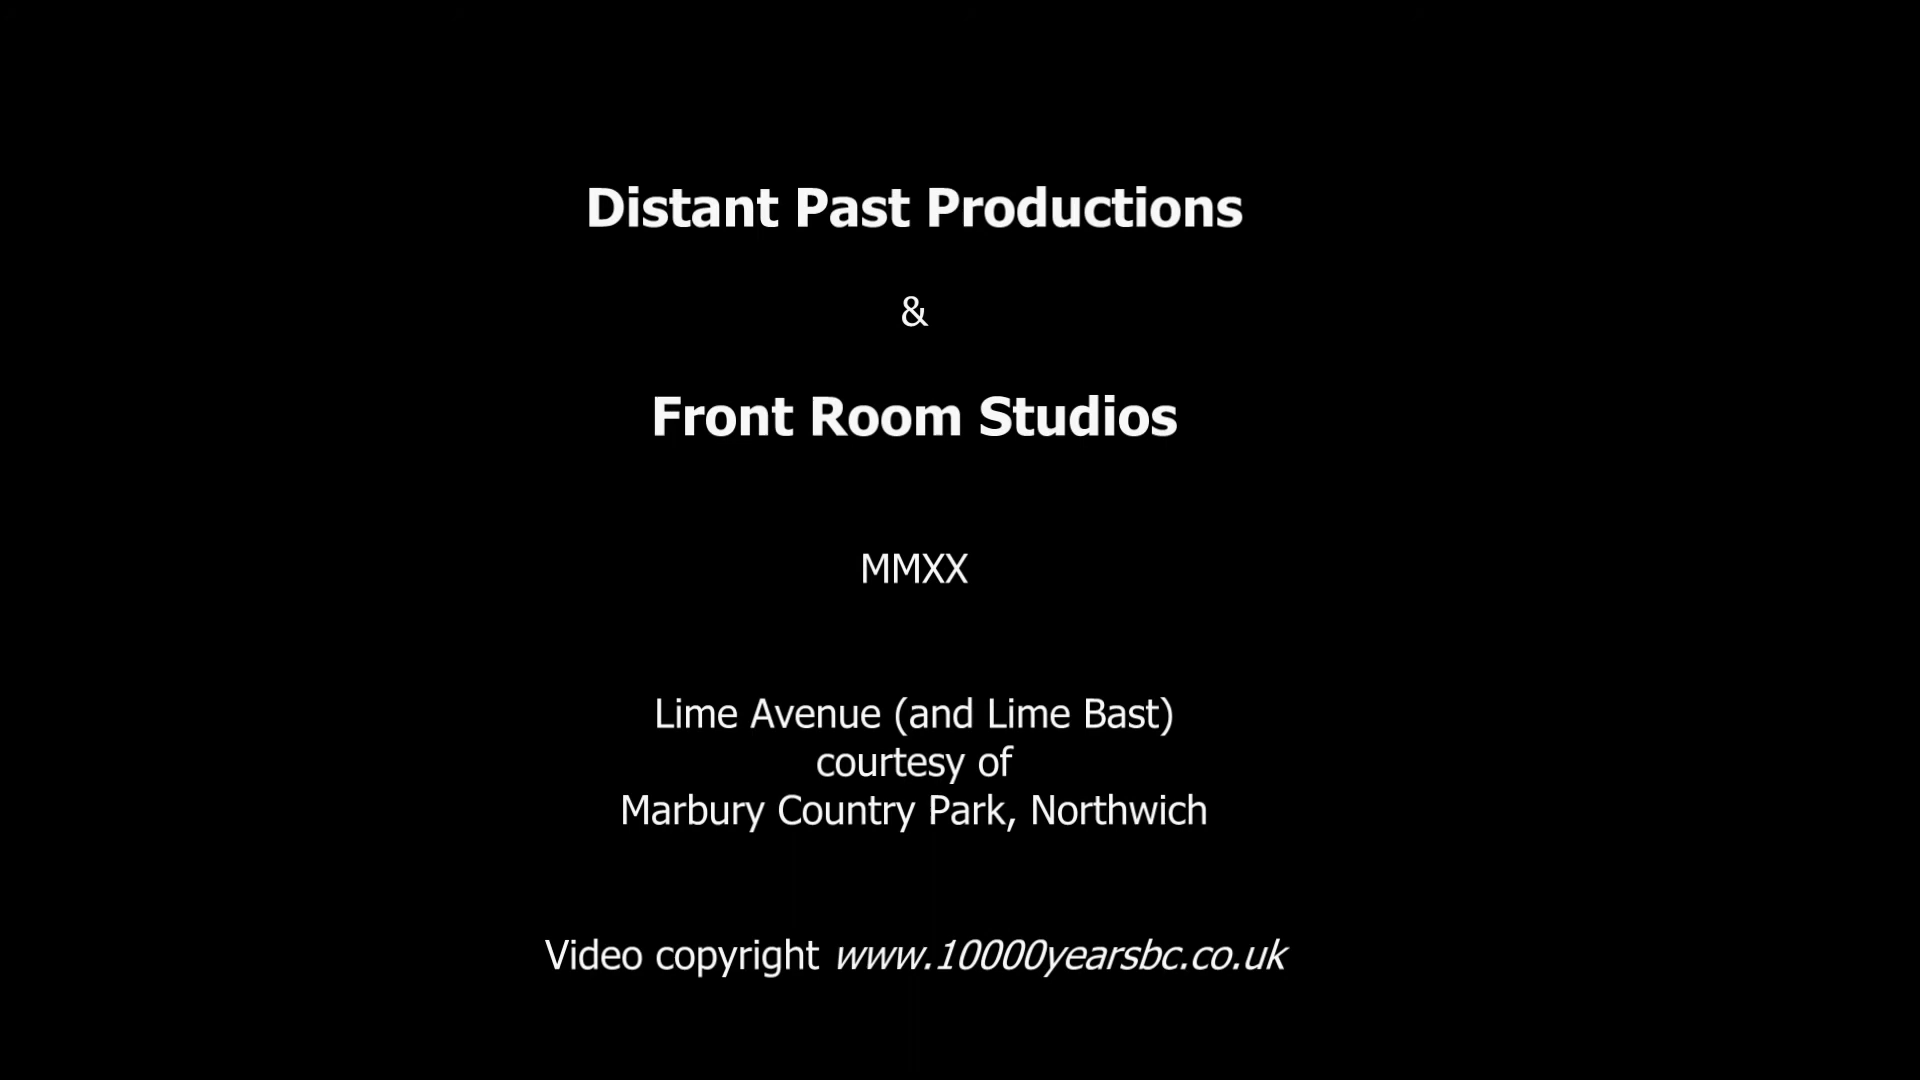 Distant Past Productions
&
Front Room Studios
MMXX
Lime Avenue (and Lime Bast)
courtesy of
Marbury Country Park, Northwich
Video copyright www.10000yearsbc.co.uk